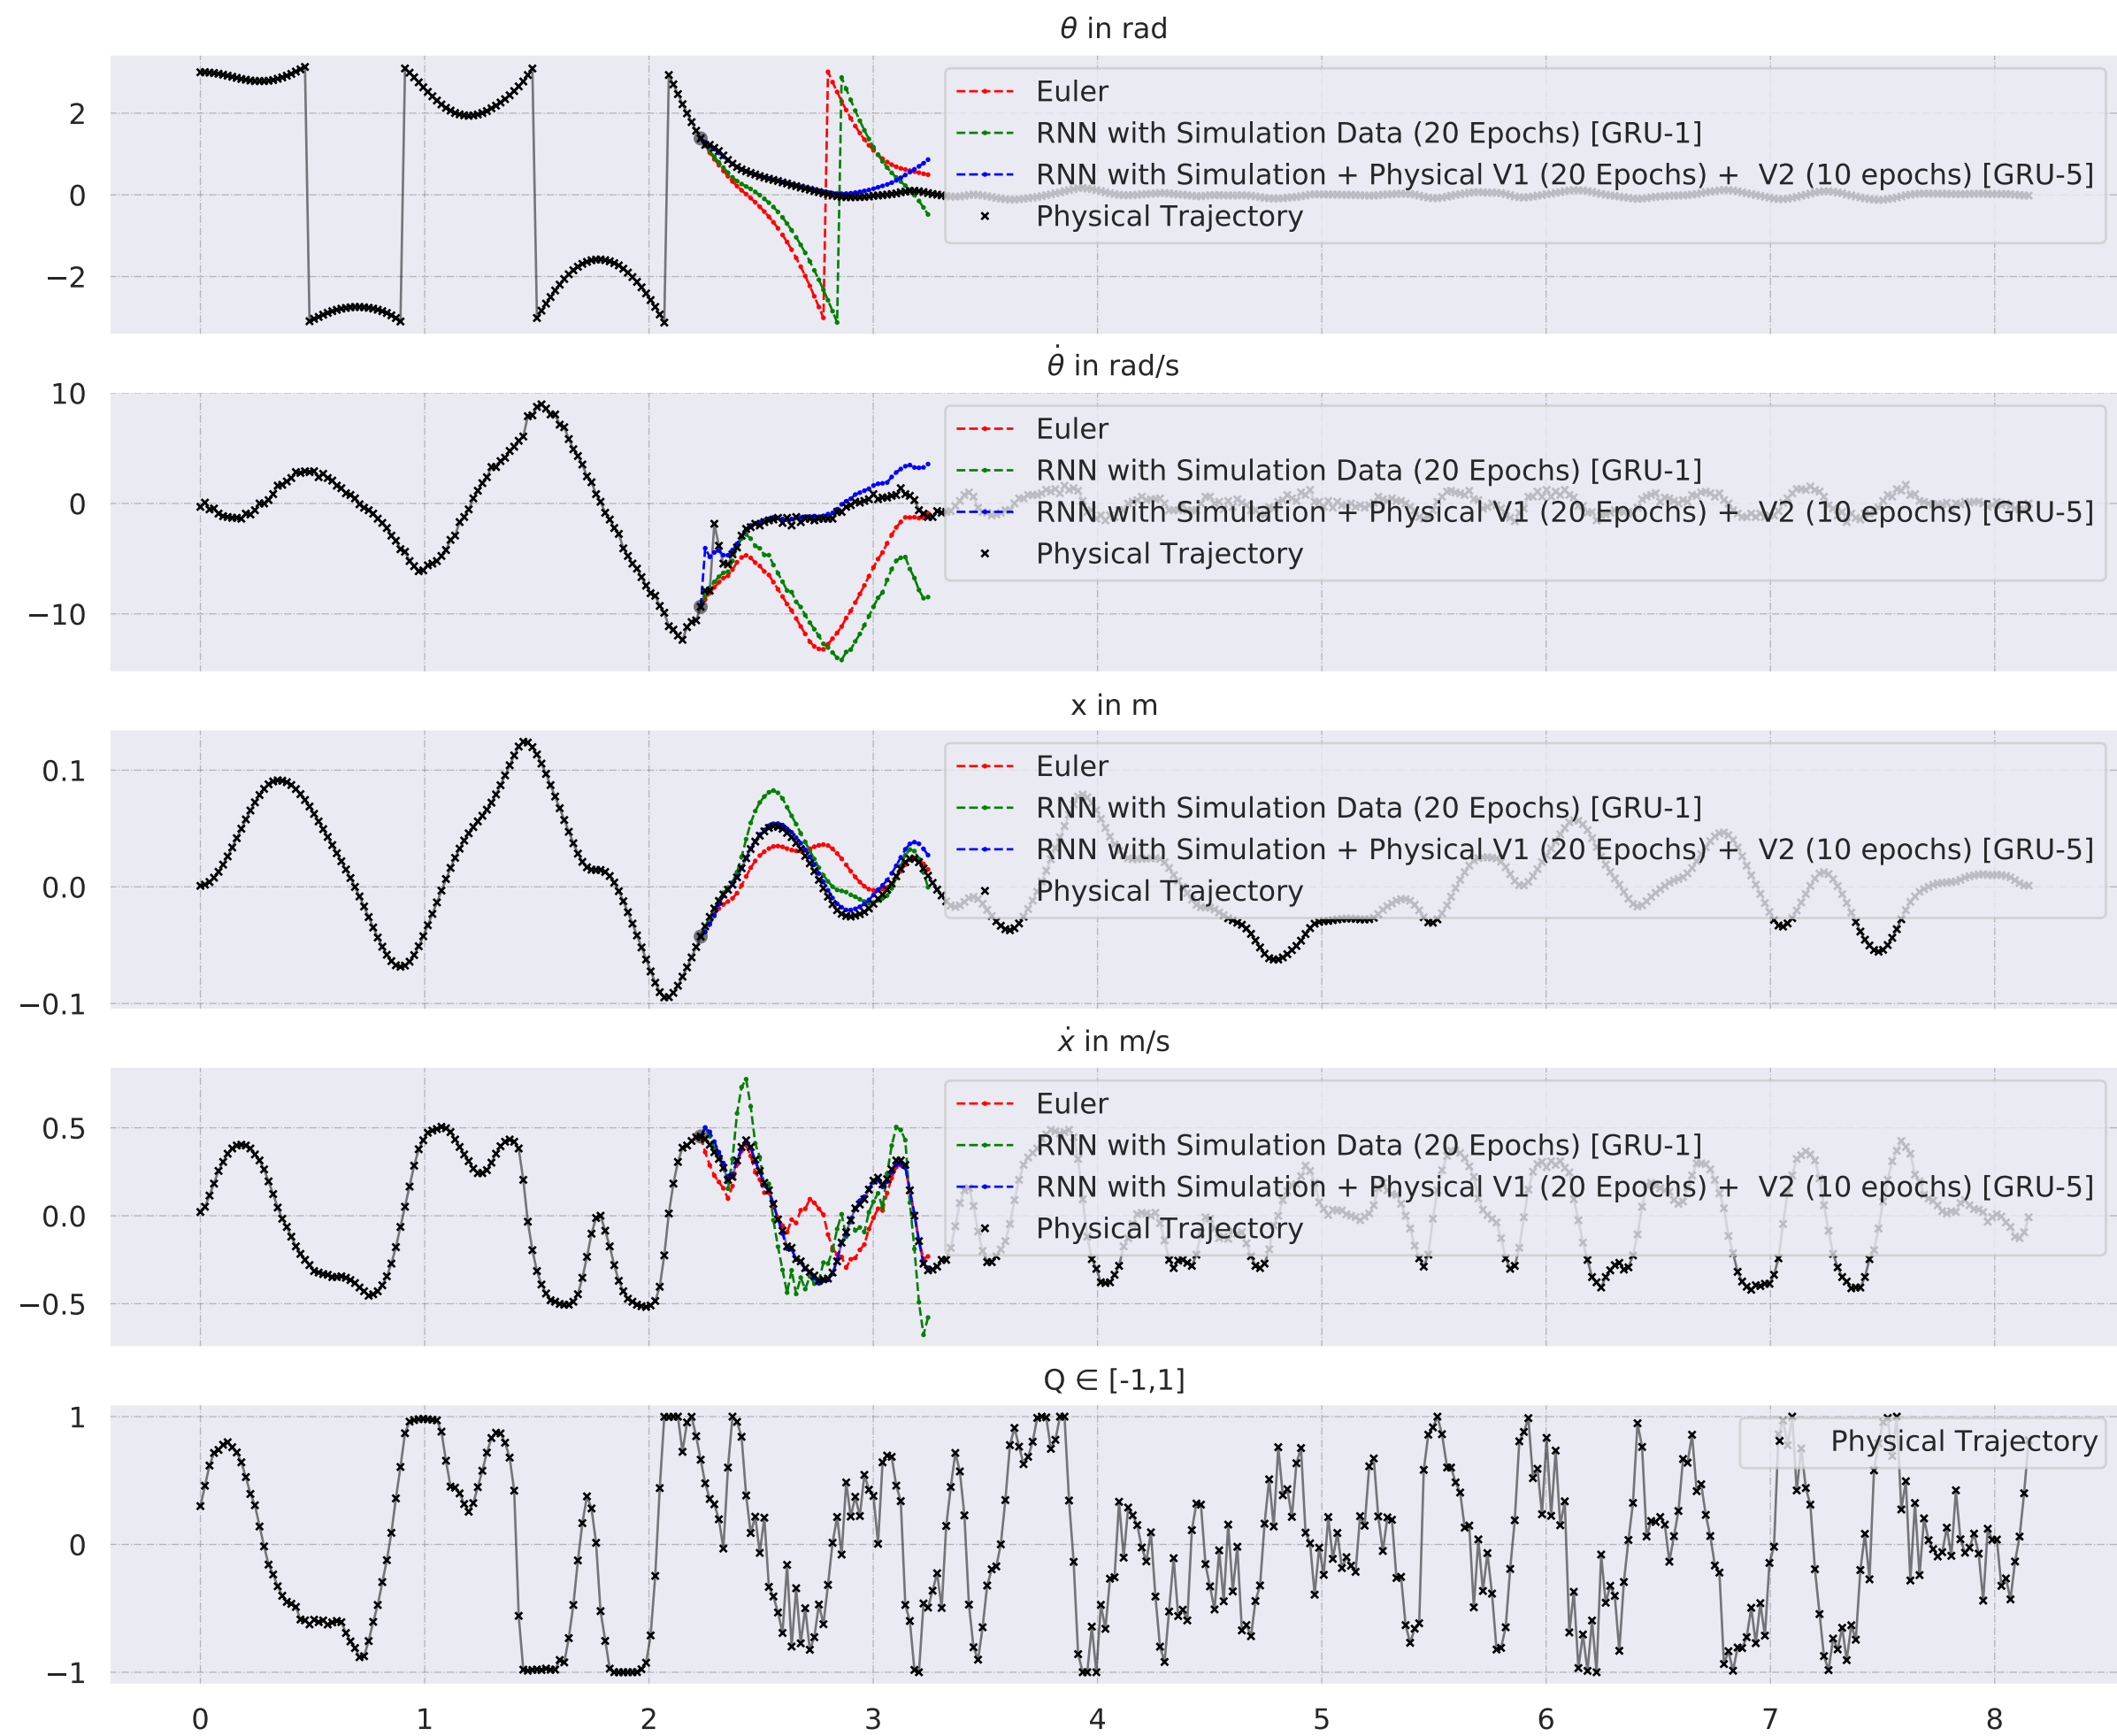 θ in rad
2
0
−2
Euler
RNN with Simulation Data (20 Epochs) [GRU-1]
RNN with Simulation + Physical V1 (20 Epochs) +  V2 (10 epochs) [GRU-5]
Physical Trajectory
θ̇ in rad/s
10
0
−10
Euler
RNN with Simulation Data (20 Epochs) [GRU-1]
RNN with Simulation + Physical V1 (20 Epochs) +  V2 (10 epochs) [GRU-5]
Physical Trajectory
x in m
0.1
0.0
−0.1
Euler
RNN with Simulation Data (20 Epochs) [GRU-1]
RNN with Simulation + Physical V1 (20 Epochs) +  V2 (10 epochs) [GRU-5]
Physical Trajectory
ẋ in m/s
0.5
0.0
−0.5
Euler
RNN with Simulation Data (20 Epochs) [GRU-1]
RNN with Simulation + Physical V1 (20 Epochs) +  V2 (10 epochs) [GRU-5]
Physical Trajectory
Q ∈ [-1,1]
1
0
−1
Physical Trajectory
0 1 2 3 4 5 6 7 8